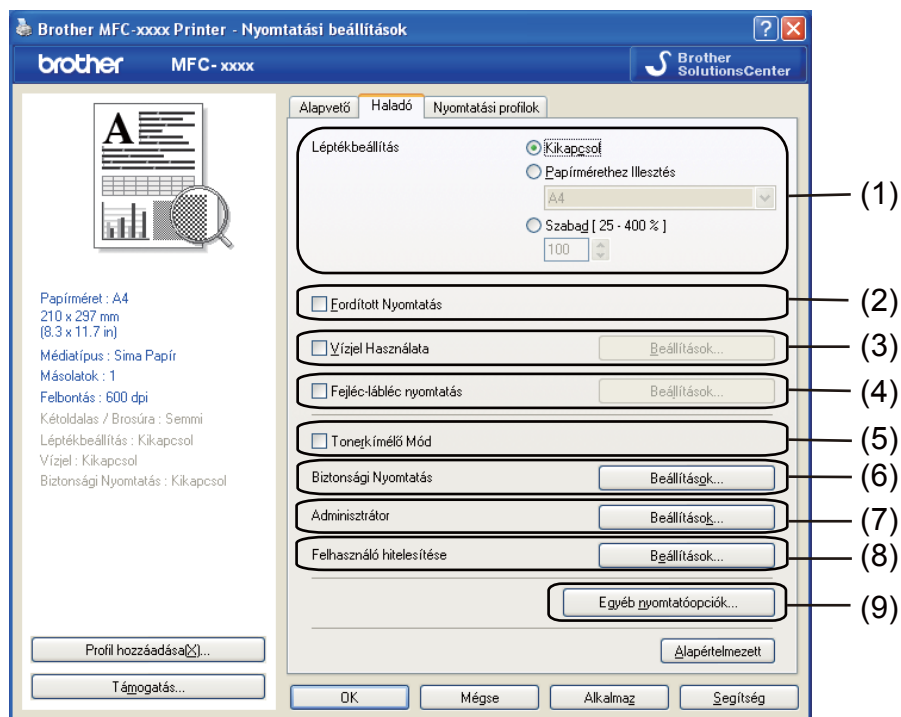 Brother MFC-xxxx Printer - Nyomtatási beállítások
brother MFC- xxxx
Brother
SolutionsCenter
A
Papírméret : A4
210 x 297 mm
(8.3 x 11.7 in)
Médiatípus : Sima Papír
Másolatok : 1
Felbontás : 600 dpi
Kétoldalas / Brosúra : Semmi
Léptékbeállítás : Kikapcsol
Vízjel : Kikapcsol
Biztonsági Nyomtatás : Kikapcsol
Profil hozzáadása(X)...
Támogatás...
Alapvető Haladó Nyomtatási profilok
Léptékbeállítás
Kikapcsol
Papírmérethez Illesztés
A4
Szabad [ 25 - 400 % ]
100
(1)
Fordított Nyomtatás
(2)
Vízjel Használata Beállítások...
(3)
Fejléc-lábléc nyomtatás Beállítások...
(4)
Tonerkímélő Mód
(5)
Biztonsági Nyomtatás Beállítások...
(6)
Adminisztrátor Beállítások...
(7)
Felhasználó hitelesítése Beállítások...
(8)
Egyéb nyomtatóopciók...
(9)
Alapértelmezett
OK Mégse Alkalmaz Segítség